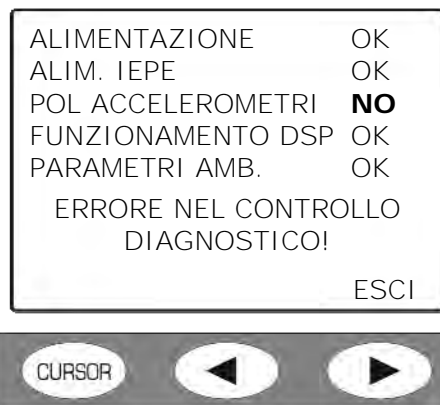 ALIMENTAZIONE OK
ALIM. IEPE OK
POL ACCELEROMETRI NO
FUNZIONAMENTO DSP OK
PARAMETRI AMB. OK
ERRORE NEL CONTROLLO
DIAGNOSTICO!
ESCI
CURSOR